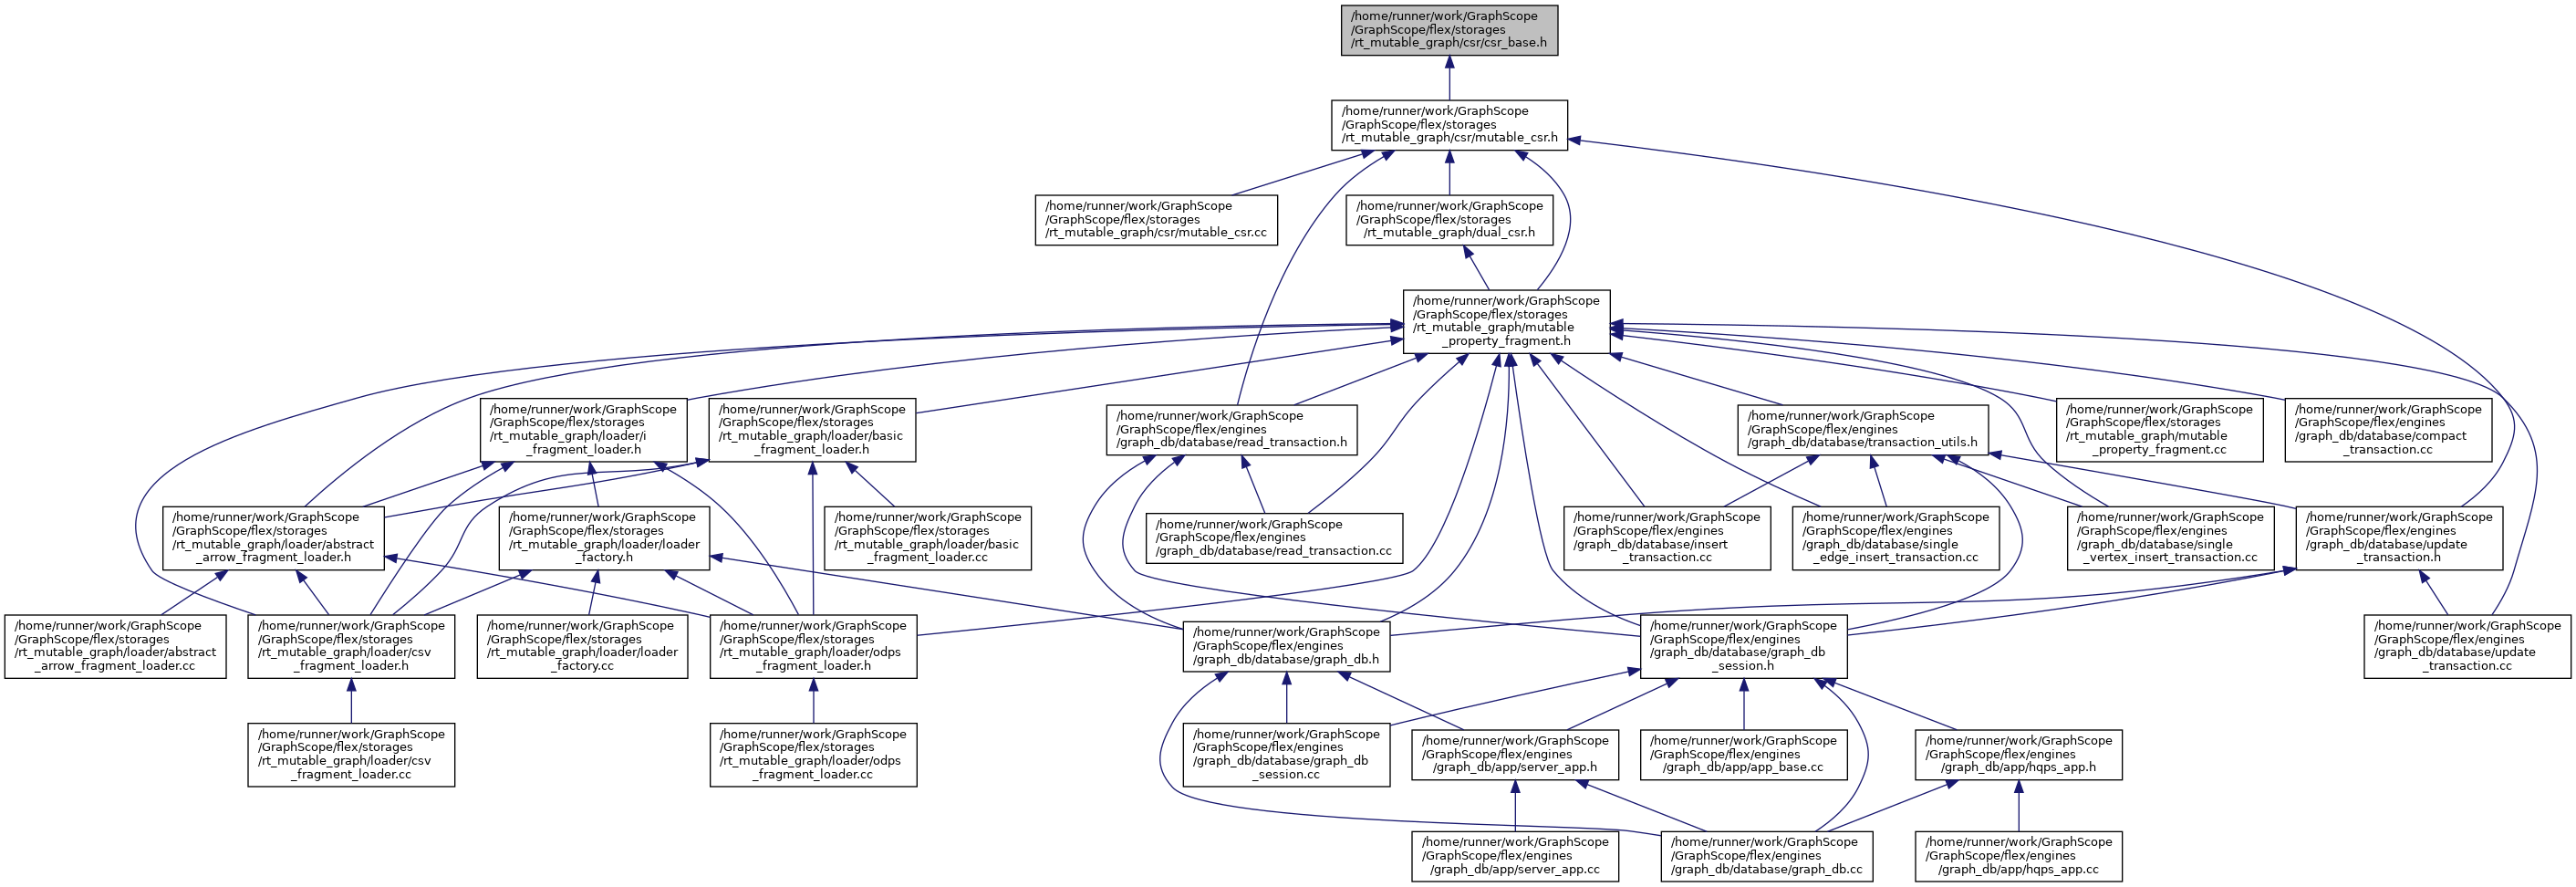 /home/runner/work/GraphScope
/GraphScope/flex/storages
/rt_mutable_graph/csr/csr_base.h
/home/runner/work/GraphScope
/GraphScope/flex/storages
/rt_mutable_graph/csr/mutable_csr.h
/home/runner/work/GraphScope
/GraphScope/flex/storages
/rt_mutable_graph/csr/mutable_csr.cc
/home/runner/work/GraphScope
/GraphScope/flex/storages
/rt_mutable_graph/dual_csr.h
/home/runner/work/GraphScope
/GraphScope/flex/storages
/rt_mutable_graph/mutable
_property_fragment.h
/home/runner/work/GraphScope
/GraphScope/flex/storages
/rt_mutable_graph/loader/i
_fragment_loader.h
/home/runner/work/GraphScope
/GraphScope/flex/storages
/rt_mutable_graph/loader/basic
_fragment_loader.h
/home/runner/work/GraphScope
/GraphScope/flex/engines
/graph_db/database/read_transaction.h
/home/runner/work/GraphScope
/GraphScope/flex/engines
/graph_db/database/transaction_utils.h
/home/runner/work/GraphScope
/GraphScope/flex/storages
/rt_mutable_graph/mutable
_property_fragment.cc
/home/runner/work/GraphScope
/GraphScope/flex/engines
/graph_db/database/compact
_transaction.cc
/home/runner/work/GraphScope
/GraphScope/flex/storages
/rt_mutable_graph/loader/abstract
_arrow_fragment_loader.h
/home/runner/work/GraphScope
/GraphScope/flex/storages
/rt_mutable_graph/loader/loader
_factory.h
/home/runner/work/GraphScope
/GraphScope/flex/storages
/rt_mutable_graph/loader/basic
_fragment_loader.cc
/home/runner/work/GraphScope
/GraphScope/flex/engines
/graph_db/database/read_transaction.cc
/home/runner/work/GraphScope
/GraphScope/flex/engines
/graph_db/database/insert
_transaction.cc
/home/runner/work/GraphScope
/GraphScope/flex/engines
/graph_db/database/single
_edge_insert_transaction.cc
/home/runner/work/GraphScope
/GraphScope/flex/engines
/graph_db/database/single
_vertex_insert_transaction.cc
/home/runner/work/GraphScope
/GraphScope/flex/engines
/graph_db/database/update
_transaction.h
/home/runner/work/GraphScope
/GraphScope/flex/storages
/rt_mutable_graph/loader/abstract
_arrow_fragment_loader.cc
/home/runner/work/GraphScope
/GraphScope/flex/storages
/rt_mutable_graph/loader/csv
_fragment_loader.h
/home/runner/work/GraphScope
/GraphScope/flex/storages
/rt_mutable_graph/loader/loader
_factory.cc
/home/runner/work/GraphScope
/GraphScope/flex/storages
/rt_mutable_graph/loader/odps
_fragment_loader.h
/home/runner/work/GraphScope
/GraphScope/flex/engines
/graph_db/database/graph_db.h
/home/runner/work/GraphScope
/GraphScope/flex/engines
/graph_db/database/graph_db
_session.h
/home/runner/work/GraphScope
/GraphScope/flex/engines
/graph_db/database/update
_transaction.cc
/home/runner/work/GraphScope
/GraphScope/flex/storages
/rt_mutable_graph/loader/csv
_fragment_loader.cc
/home/runner/work/GraphScope
/GraphScope/flex/storages
/rt_mutable_graph/loader/odps
_fragment_loader.cc
/home/runner/work/GraphScope
/GraphScope/flex/engines
/graph_db/database/graph_db
_session.cc
/home/runner/work/GraphScope
/GraphScope/flex/engines
/graph_db/app/server_app.h
/home/runner/work/GraphScope
/GraphScope/flex/engines
/graph_db/app/app_base.cc
/home/runner/work/GraphScope
/GraphScope/flex/engines
/graph_db/app/hqps_app.h
/home/runner/work/GraphScope
/GraphScope/flex/engines
/graph_db/app/server_app.cc
/home/runner/work/GraphScope
/GraphScope/flex/engines
/graph_db/database/graph_db.cc
/home/runner/work/GraphScope
/GraphScope/flex/engines
/graph_db/app/hqps_app.cc